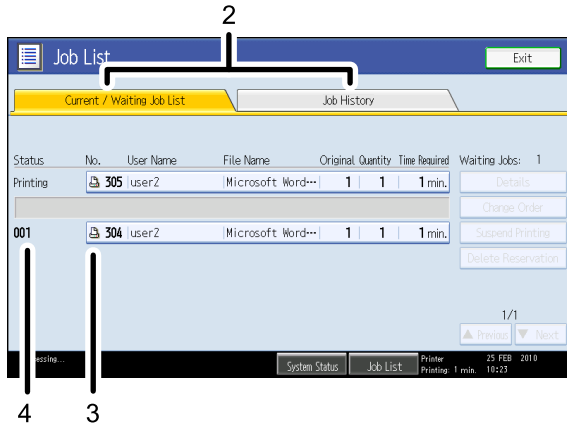 2
Job List
Exit
Current / Waiting Job List
Job History
Status No. User Name File Name Original Quantity Time Required Waiting Jobs: 1
Printing 305 user2 Microsoft Word··· 1 1 1 min. Details
Change Order
001 304 user2 Microsoft Word··· 1 1 1 min. Suspend Printing
Delete Reservation
1/1
▲ Previous ▼ Next
essing... System Status Job List Printer 25 FEB 2010
Printing: 1 min. 10:23
4 3